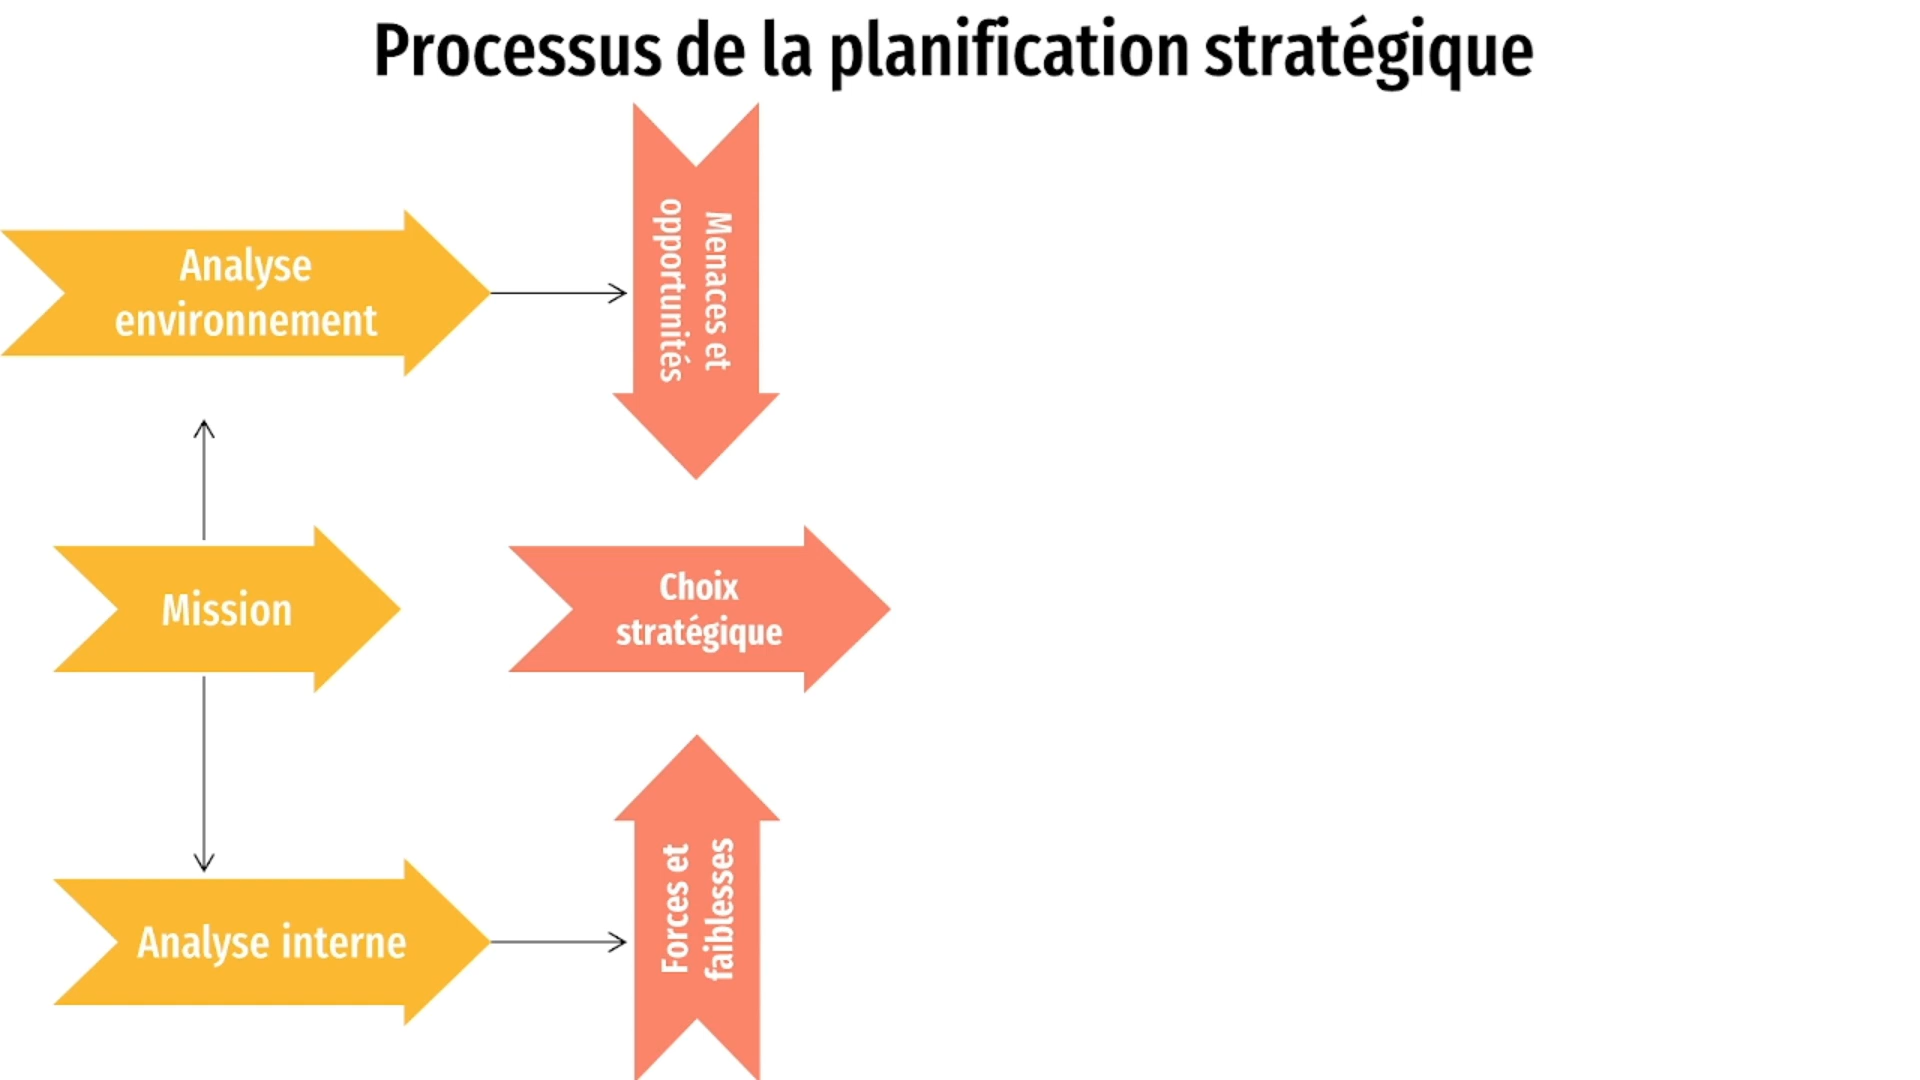 Processus de la planification stratégique
Menaces et
opportunités
Analyse
environnement
Mission
Choix
stratégique
Analyse interne
Forces et
faiblesses